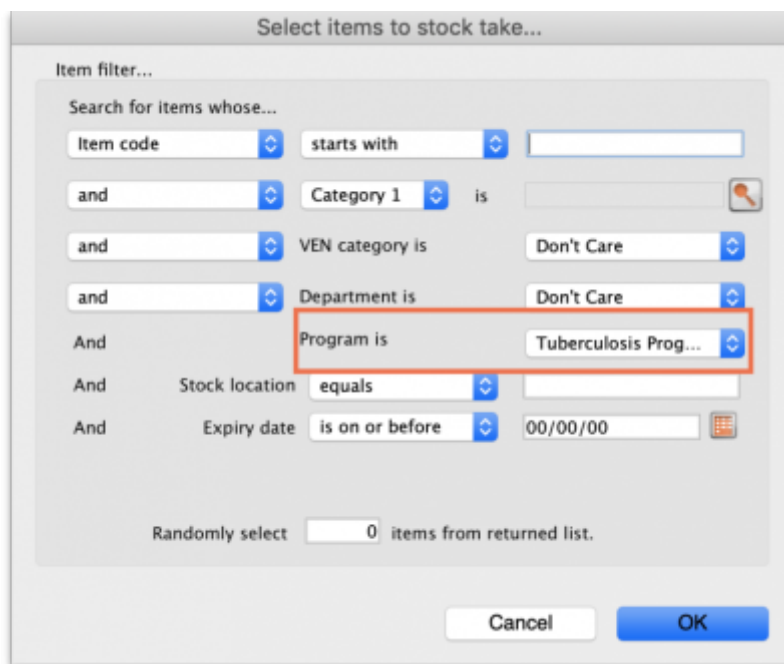 Select items to stock take...
Item filter...
Search for items whose...
Item code starts with
and Category 1 is
and VEN category is Don't Care
and Department is Don't Care
And Program is Tuberculosis Prog...
And Stock location equals
And Expiry date is on or before 00/00/00
Randomly select 0 items from returned list.
Cancel OK